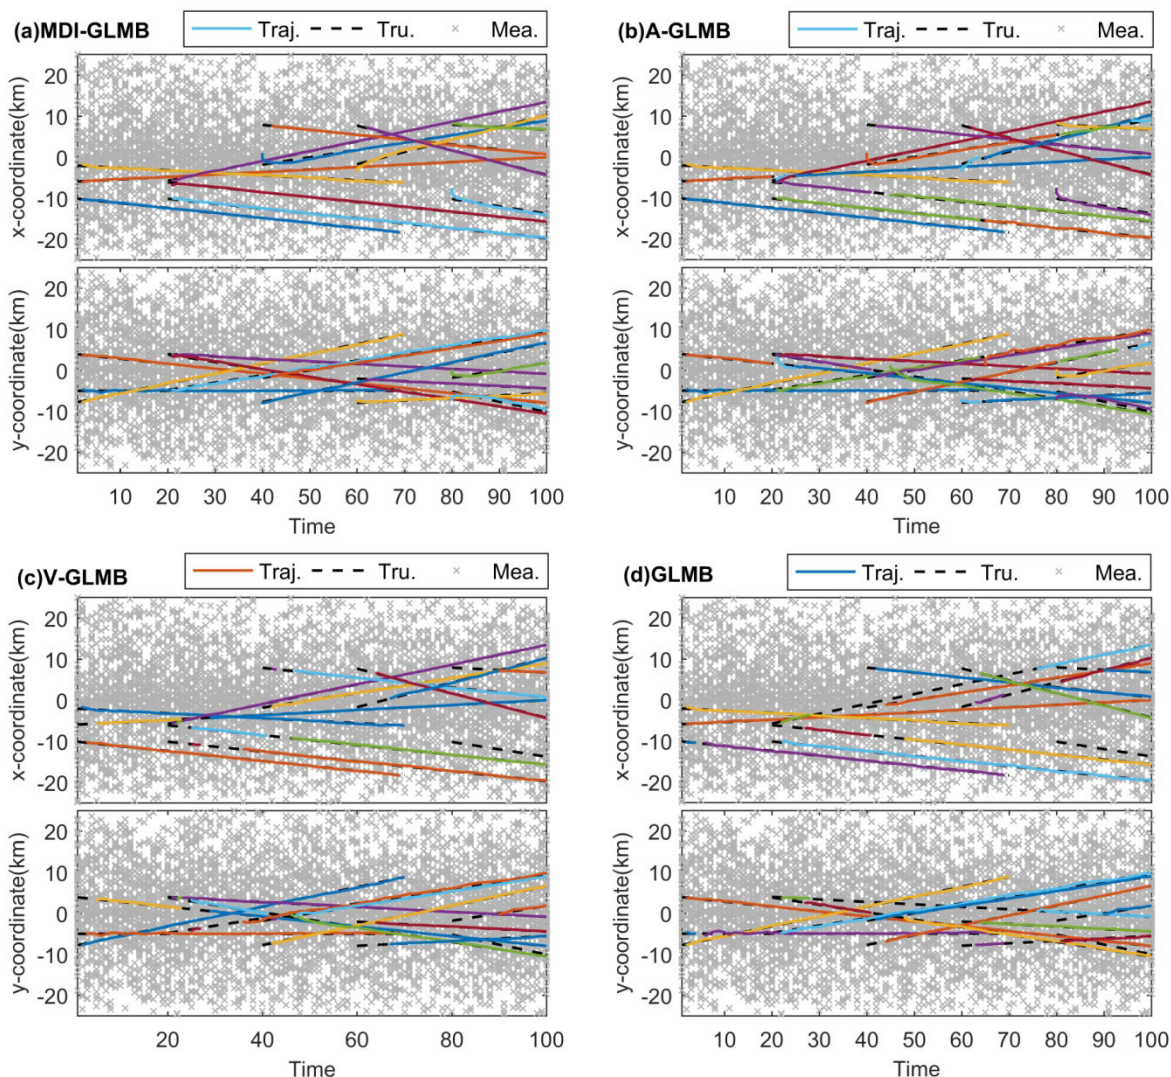 (a)MDI-GLMB Traj. Tru. Mea.
20
10
0
-10
-20
x-coordinate(km)
20
10
0
-10
-20
y-coordinate(km)
10 20 30 40 50 60 70 80 90 100
Time
(b)A-GLMB Traj. Tru. Mea.
20
10
0
-10
-20
x-coordinate(km)
20
10
0
-10
-20
y-coordinate(km)
10 20 30 40 50 60 70 80 90 100
Time
(c)V-GLMB Traj. Tru. Mea.
20
10
0
-10
-20
x-coordinate(km)
20
10
0
-10
-20
y-coordinate(km)
20 40 60 80 100
Time
(d)GLMB Traj. Tru. Mea.
20
10
0
-10
-20
x-coordinate(km)
20
10
0
-10
-20
y-coordinate(km)
10 20 30 40 50 60 70 80 90 100
Time